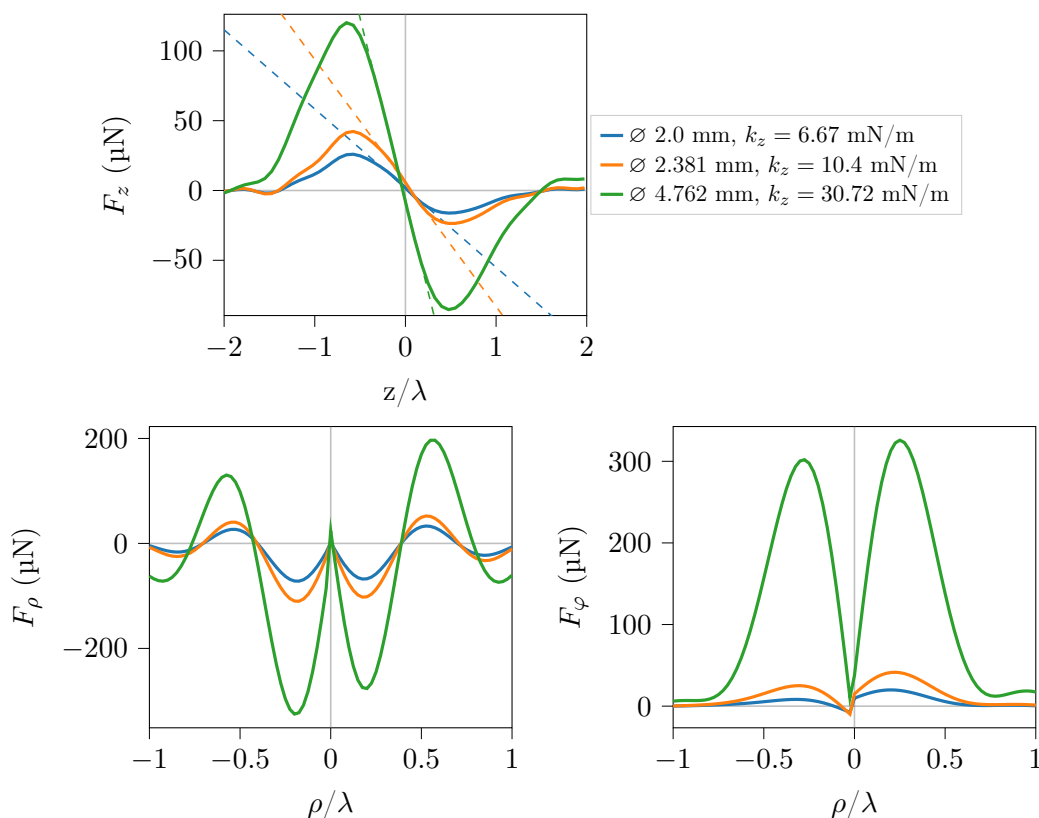 100
50
0
−50
F_z (µN)
−2
−1
0
1
2
z/λ
∅ 2.0 mm, k_z = 6.67 mN/m
∅ 2.381 mm, k_z = 10.4 mN/m
∅ 4.762 mm, k_z = 30.72 mN/m
200
0
−200
F_ρ (µN)
−1
−0.5
0
0.5
1
ρ/λ
300
200
100
0
F_φ (µN)
−1
−0.5
0
0.5
1
ρ/λ